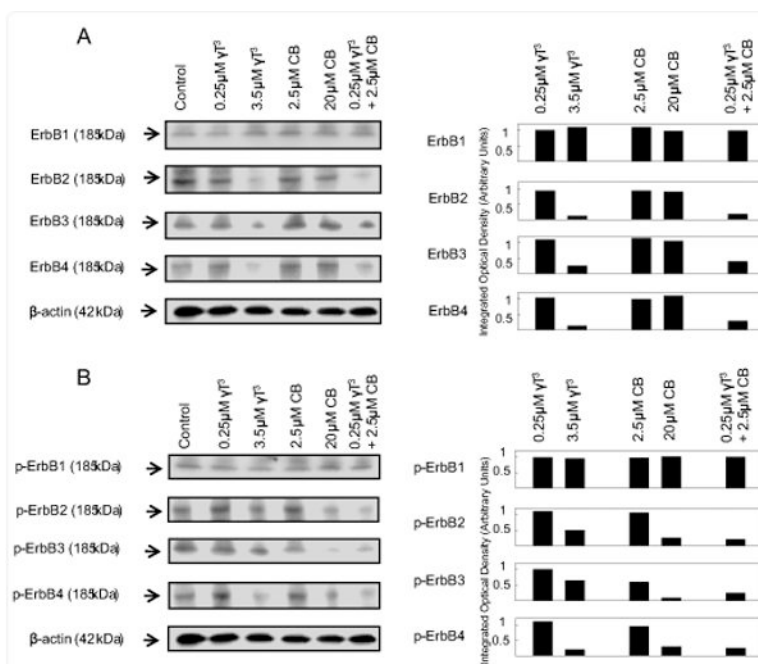 A
Control
0.25µM γT³
3.5µM γT³
2.5µM CB
20µM CB
0.25µM γT³
+ 2.5µM CB
ErbB1 (185kDa)
ErbB2 (185kDa)
ErbB3 (185kDa)
ErbB4 (185kDa)
β-actin (42kDa)
0.25µM γT³
3.5µM γT³
2.5µM CB
20µM CB
0.25µM γT³
+ 2.5µM CB
Integrated Optical Density (Arbitrary Units)
ErbB1
1
0.5
ErbB2
1
0.5
ErbB3
1
0.5
ErbB4
1
0.5
B
Control
0.25µM γT³
3.5µM γT³
2.5µM CB
20µM CB
0.25µM γT³
+ 2.5µM CB
p-ErbB1 (185kDa)
p-ErbB2 (185kDa)
p-ErbB3 (185kDa)
p-ErbB4 (185kDa)
β-actin (42kDa)
0.25µM γT³
3.5µM γT³
2.5µM CB
20µM CB
0.25µM γT³
+ 2.5µM CB
Integrated Optical Density (Arbitrary Units)
p-ErbB1
1
0.5
p-ErbB2
1
0.5
p-ErbB3
1
0.5
p-ErbB4
1
0.5